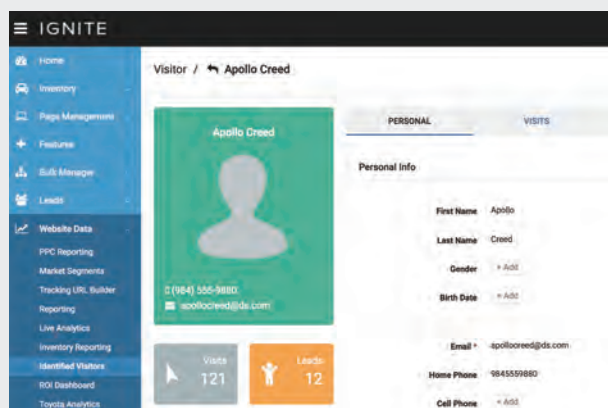 IGNITE
Home
Inventory
Page Management
Features
Bulk Manager
Leads
Website Data
PPC Reporting
Market Segments
Tracking URL Builder
Reporting
Live Analytics
Inventory Reporting
Identified Visitors
ROI Dashboard
Toyota Analytics
Visitor / Apollo Creed
Apollo Creed
(984) 555-9880
apollocreed@ds.com
Visits
121
Leads
12
PERSONAL VISITS
Personal Info
First Name Apollo
Last Name Creed
Gender + Add
Birth Date + Add
Email * apollocreed@ds.com
Home Phone 9845559880
Cell Phone + Add